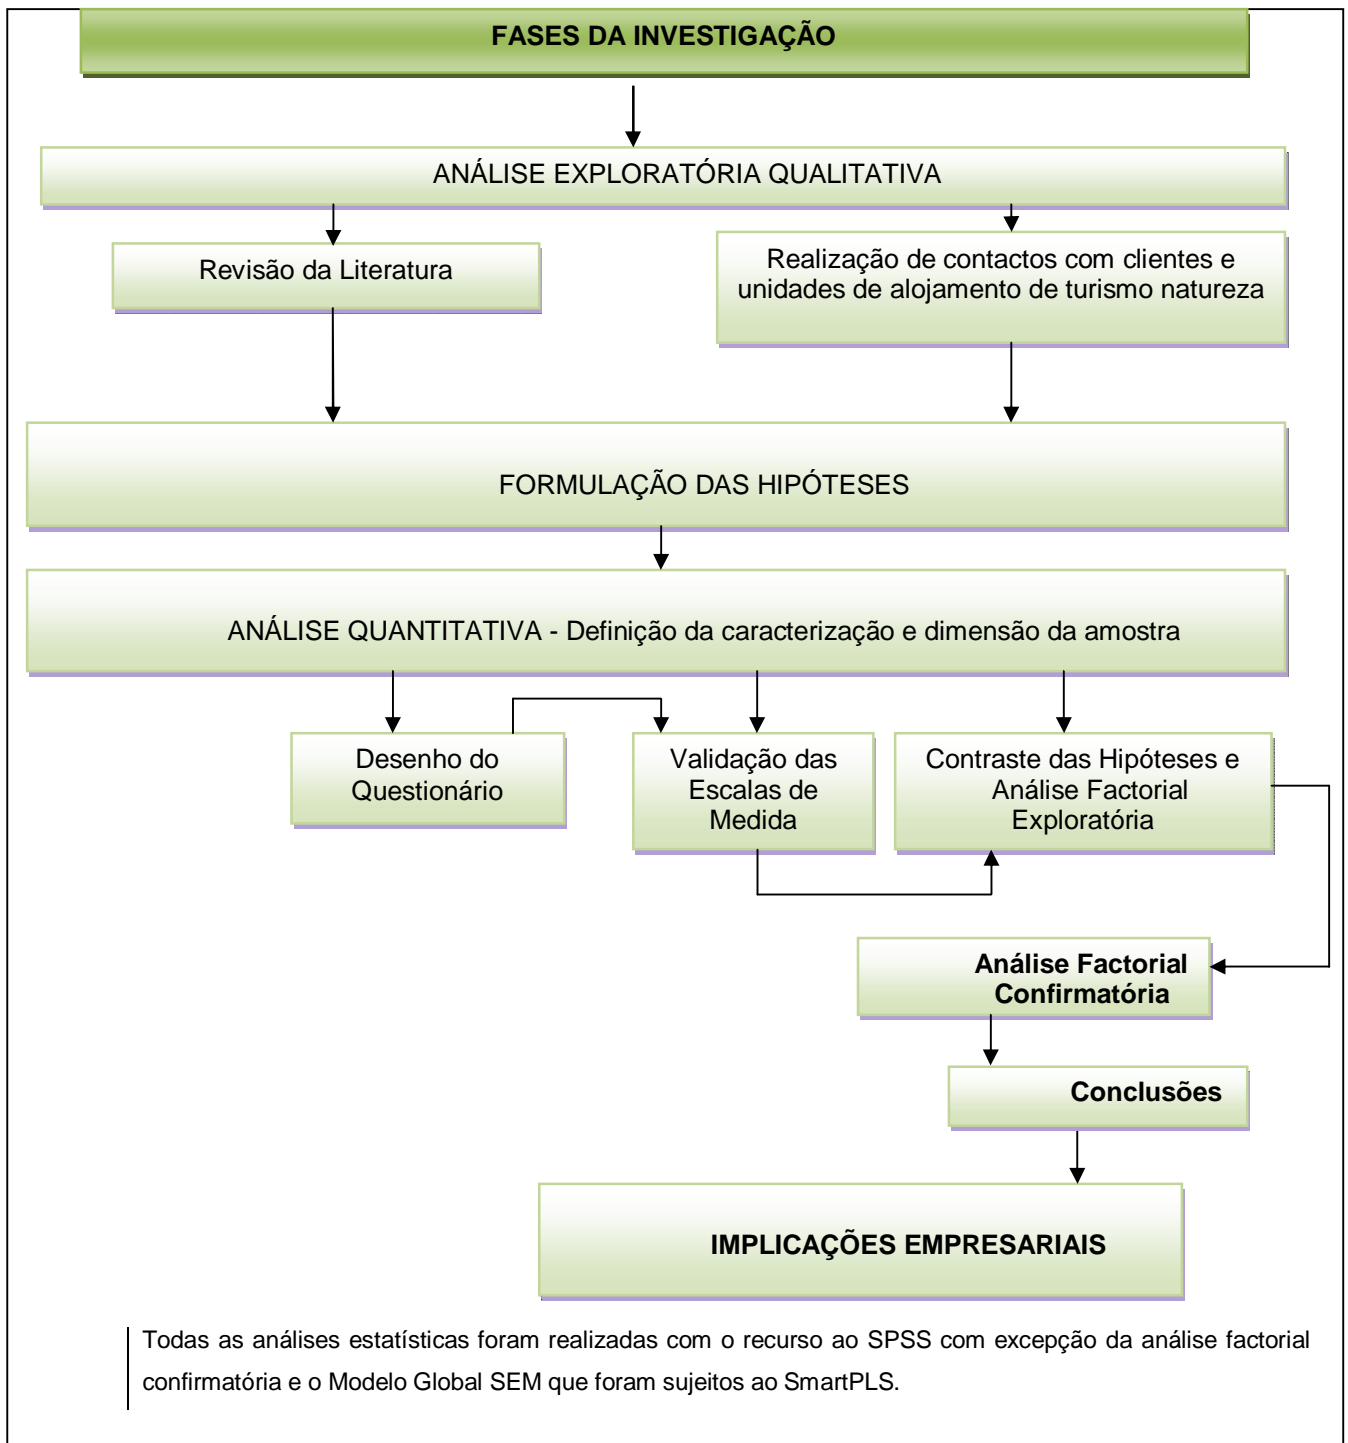 FASES DA INVESTIGAÇÃO
ANÁLISE EXPLORATÓRIA QUALITATIVA
Revisão da Literatura
Realização de contactos com clientes e
unidades de alojamento de turismo natureza
FORMULAÇÃO DAS HIPÓTESES
ANÁLISE QUANTITATIVA - Definição da caracterização e dimensão da amostra
Desenho do
Questionário
Validação das
Escalas de
Medida
Contraste das Hipóteses e
Análise Factorial
Exploratória
Análise Factorial
Confirmatória
Conclusões
IMPLICAÇÕES EMPRESARIAIS
Todas as análises estatísticas foram realizadas com o recurso ao SPSS com excepção da análise factorial
confirmatória e o Modelo Global SEM que foram sujeitos ao SmartPLS.